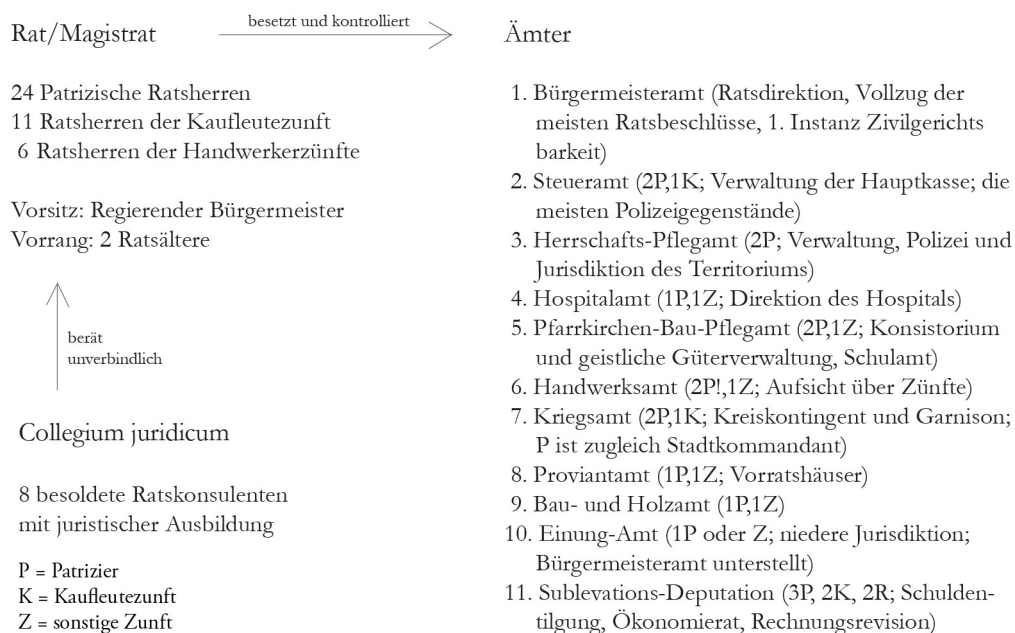 Rat/Magistrat
besetzt und kontrolliert
24 Patrizische Ratsherren
11 Ratsherren der Kaufleutezunft
6 Ratsherren der Handwerkerzünfte
Vorsitz: Regierender Bürgermeister
Vorrang: 2 Ratsältere
berät
unverbindlich
Collegium juridicum
8 besoldete Ratskonsulenten
mit juristischer Ausbildung
P = Patrizier
K = Kaufleutezunft
Z = sonstige Zunft
Ämter
1. Bürgermeisteramt (Ratsdirektion, Vollzug der
meisten Ratsbeschlüsse, 1. Instanz Zivilgerichts
barkeit)
2. Steueramt (2P,1K; Verwaltung der Hauptkasse; die
meisten Polizeigegenstände)
3. Herrschafts-Pflegamt (2P; Verwaltung, Polizei und
Jurisdiktion des Territoriums)
4. Hospitalamt (1P,1Z; Direktion des Hospitals)
5. Pfarrkirchen-Bau-Pflegamt (2P,1Z; Konsistorium
und geistliche Güterverwaltung, Schulamt)
6. Handwerksamt (2P!,1Z; Aufsicht über Zünfte)
7. Kriegsamt (2P,1K; Kreiskontingent und Garnison;
P ist zugleich Stadtkommandant)
8. Proviantamt (1P,1Z; Vorratshäuser)
9. Bau- und Holzamt (1P,1Z)
10. Einung-Amt (1P oder Z; niedere Jurisdiktion;
Bürgermeisteramt unterstellt)
11. Sublevations-Deputation (3P, 2K, 2R; Schulden-
tilgung, Ökonomierat, Rechnungsrevision)